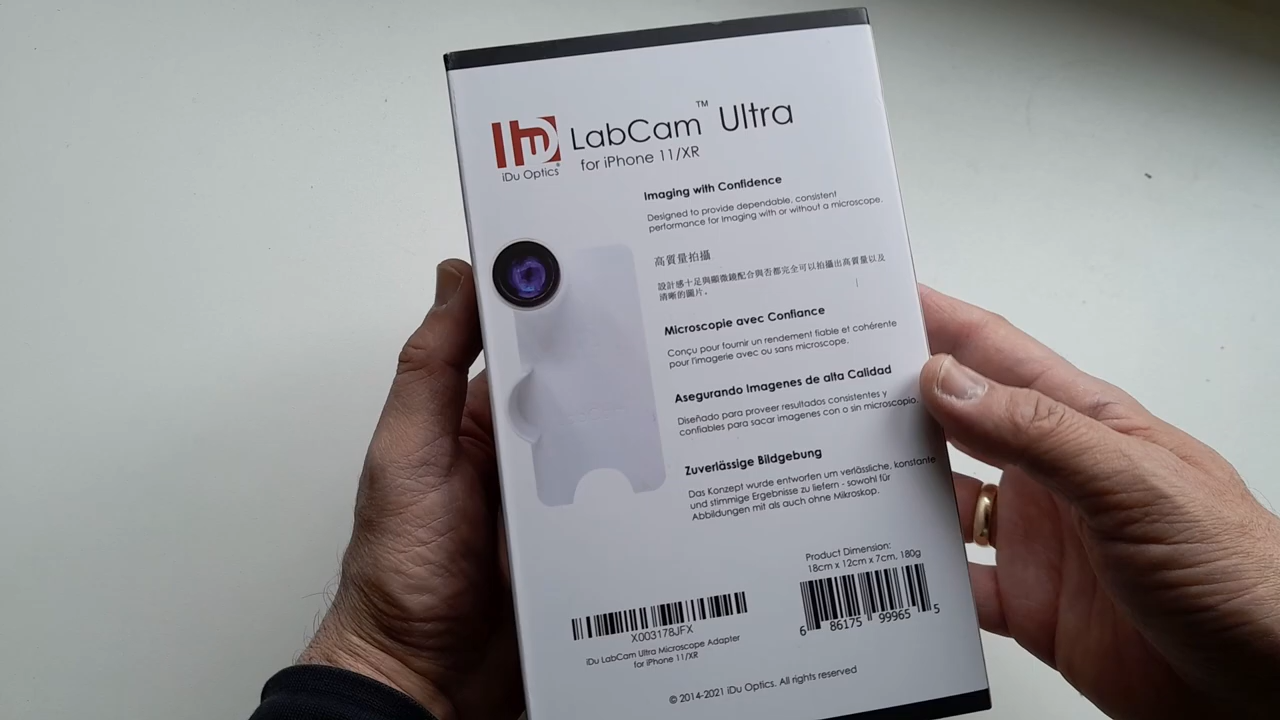 LabCam™ Ultra
for iPhone 11/XR
iDu Optics®
Imaging with Confidence
Designed to provide dependable, consistent
performance for Imaging with or without a microscope.
高質量拍攝
設計感十足與顯微鏡配合與否都完全可以拍攝出高質量以及
清晰的圖片。
Microscopie avec Confiance
Conçu pour fournir un rendement fiable et cohérente
pour l'imagerie avec ou sans microscope.
Asegurando Imagenes de alta Calidad
Diseñado para proveer resultados consistentes y
confiables para sacar imagenes con o sin microscopio.
Zuverlässige Bildgebung
Das Konzept wurde entworfen um verlässliche, konstante
und stimmige Ergebnisse zu liefern - sowohl für
Abbildungen mit als auch ohne Mikroskop.
Product Dimension:
18cm x 12cm x 7cm, 180g
6 86175 99965 5
X003178JFX
iDu LabCam Ultra Microscope Adapter
for iPhone 11/XR
© 2014-2021 iDu Optics. All rights reserved